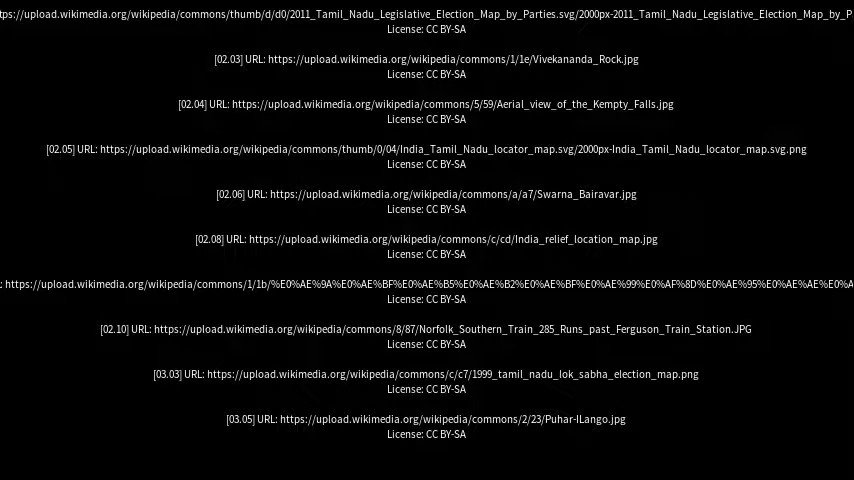 tps://upload.wikimedia.org/wikipedia/commons/thumb/d/d0/2011_Tamil_Nadu_Legislative_Election_Map_by_Parties.svg/2000px-2011_Tamil_Nadu_Legislative_Election_Map_by_P
License: CC BY-SA
[02.03] URL: https://upload.wikimedia.org/wikipedia/commons/1/1e/Vivekananda_Rock.jpg
License: CC BY-SA
[02.04] URL: https://upload.wikimedia.org/wikipedia/commons/5/59/Aerial_view_of_the_Kempty_Falls.jpg
License: CC BY-SA
[02.05] URL: https://upload.wikimedia.org/wikipedia/commons/thumb/0/04/India_Tamil_Nadu_locator_map.svg/2000px-India_Tamil_Nadu_locator_map.svg.png
License: CC BY-SA
[02.06] URL: https://upload.wikimedia.org/wikipedia/commons/a/a7/Swarna_Bairavar.jpg
License: CC BY-SA
[02.08] URL: https://upload.wikimedia.org/wikipedia/commons/c/cd/India_relief_location_map.jpg
License: CC BY-SA
: https://upload.wikimedia.org/wikipedia/commons/1/1b/%E0%AE%9A%E0%AE%BF%E0%AE%B5%E0%AE%B2%E0%AE%BF%E0%AE%99%E0%AF%8D%E0%AE%95%E0%AE%AE%E0%A
License: CC BY-SA
[02.10] URL: https://upload.wikimedia.org/wikipedia/commons/8/87/Norfolk_Southern_Train_285_Runs_past_Ferguson_Train_Station.JPG
License: CC BY-SA
[03.03] URL: https://upload.wikimedia.org/wikipedia/commons/c/c7/1999_tamil_nadu_lok_sabha_election_map.png
License: CC BY-SA
[03.05] URL: https://upload.wikimedia.org/wikipedia/commons/2/23/Puhar-ILango.jpg
License: CC BY-SA